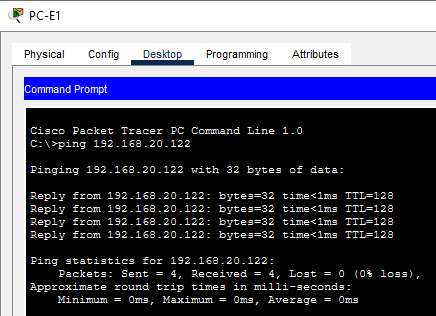 PC-E1
Physical Config Desktop Programming Attributes
Command Prompt
Cisco Packet Tracer PC Command Line 1.0
C:\>ping 192.168.20.122
Pinging 192.168.20.122 with 32 bytes of data:
Reply from 192.168.20.122: bytes=32 time<1ms TTL=128
Reply from 192.168.20.122: bytes=32 time<1ms TTL=128
Reply from 192.168.20.122: bytes=32 time<1ms TTL=128
Reply from 192.168.20.122: bytes=32 time<1ms TTL=128
Ping statistics for 192.168.20.122:
Packets: Sent = 4, Received = 4, Lost = 0 (0% loss),
Approximate round trip times in milli-seconds:
Minimum = 0ms, Maximum = 0ms, Average = 0ms